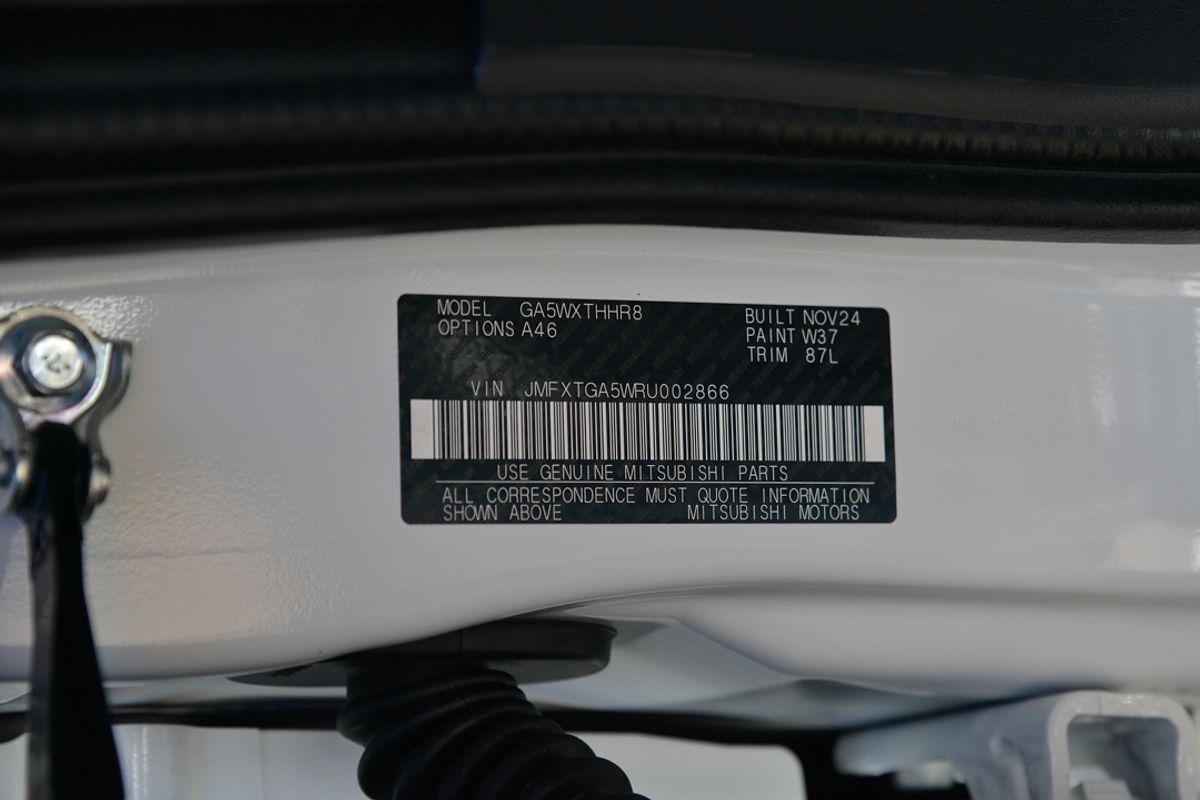 MODEL GA5WXTHHR8
OPTIONS A46
BUILT NOV24
PAINT W37
TRIM 87L
VIN JMFXTGA5WRU002866
USE GENUINE MITSUBISHI PARTS
ALL CORRESPONDENCE MUST QUOTE INFORMATION
SHOWN ABOVE MITSUBISHI MOTORS